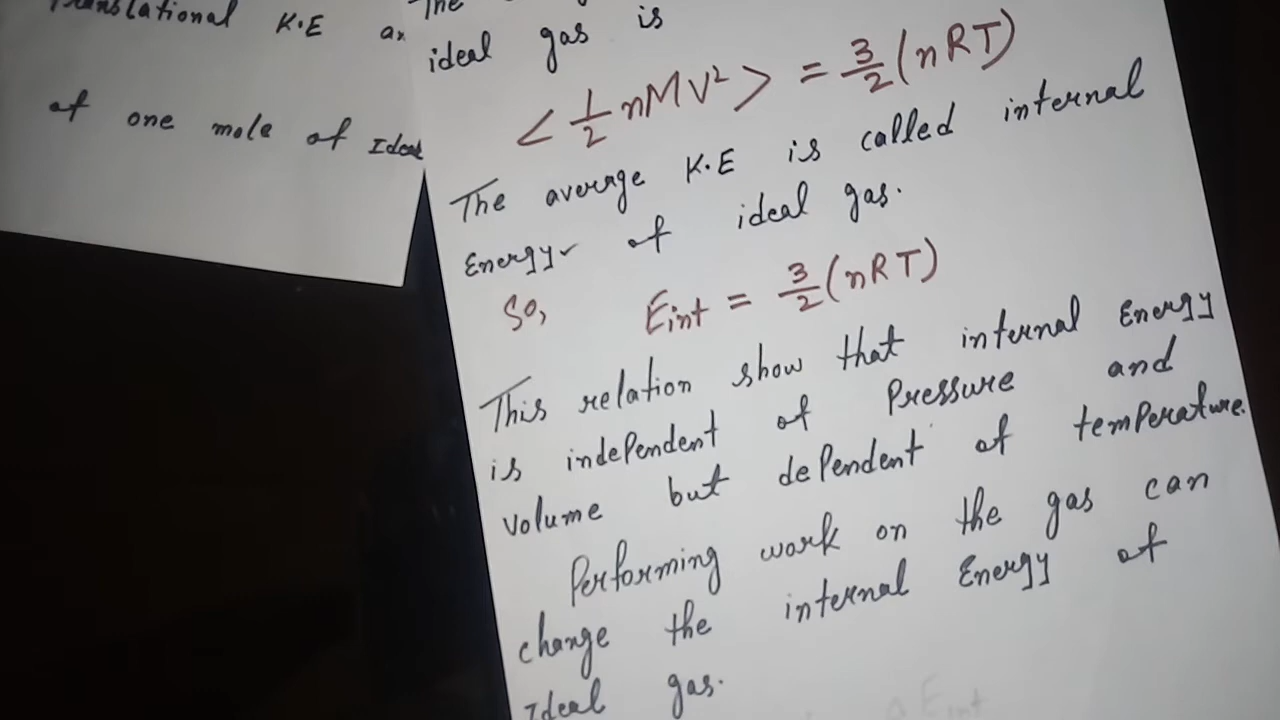 Translational K.E
of one mole of Ideal
The
ideal gas is
< 1/2 nMV² > = 3/2 (nRT)
The average K.E is called internal
Energy of ideal gas.
So, Eint = 3/2 (nRT)
This relation show that internal Energy
is independent of Pressure and
volume but dependent of temperature.
Performing work on the gas can
change the internal Energy of
Ideal gas.
Δ Eint